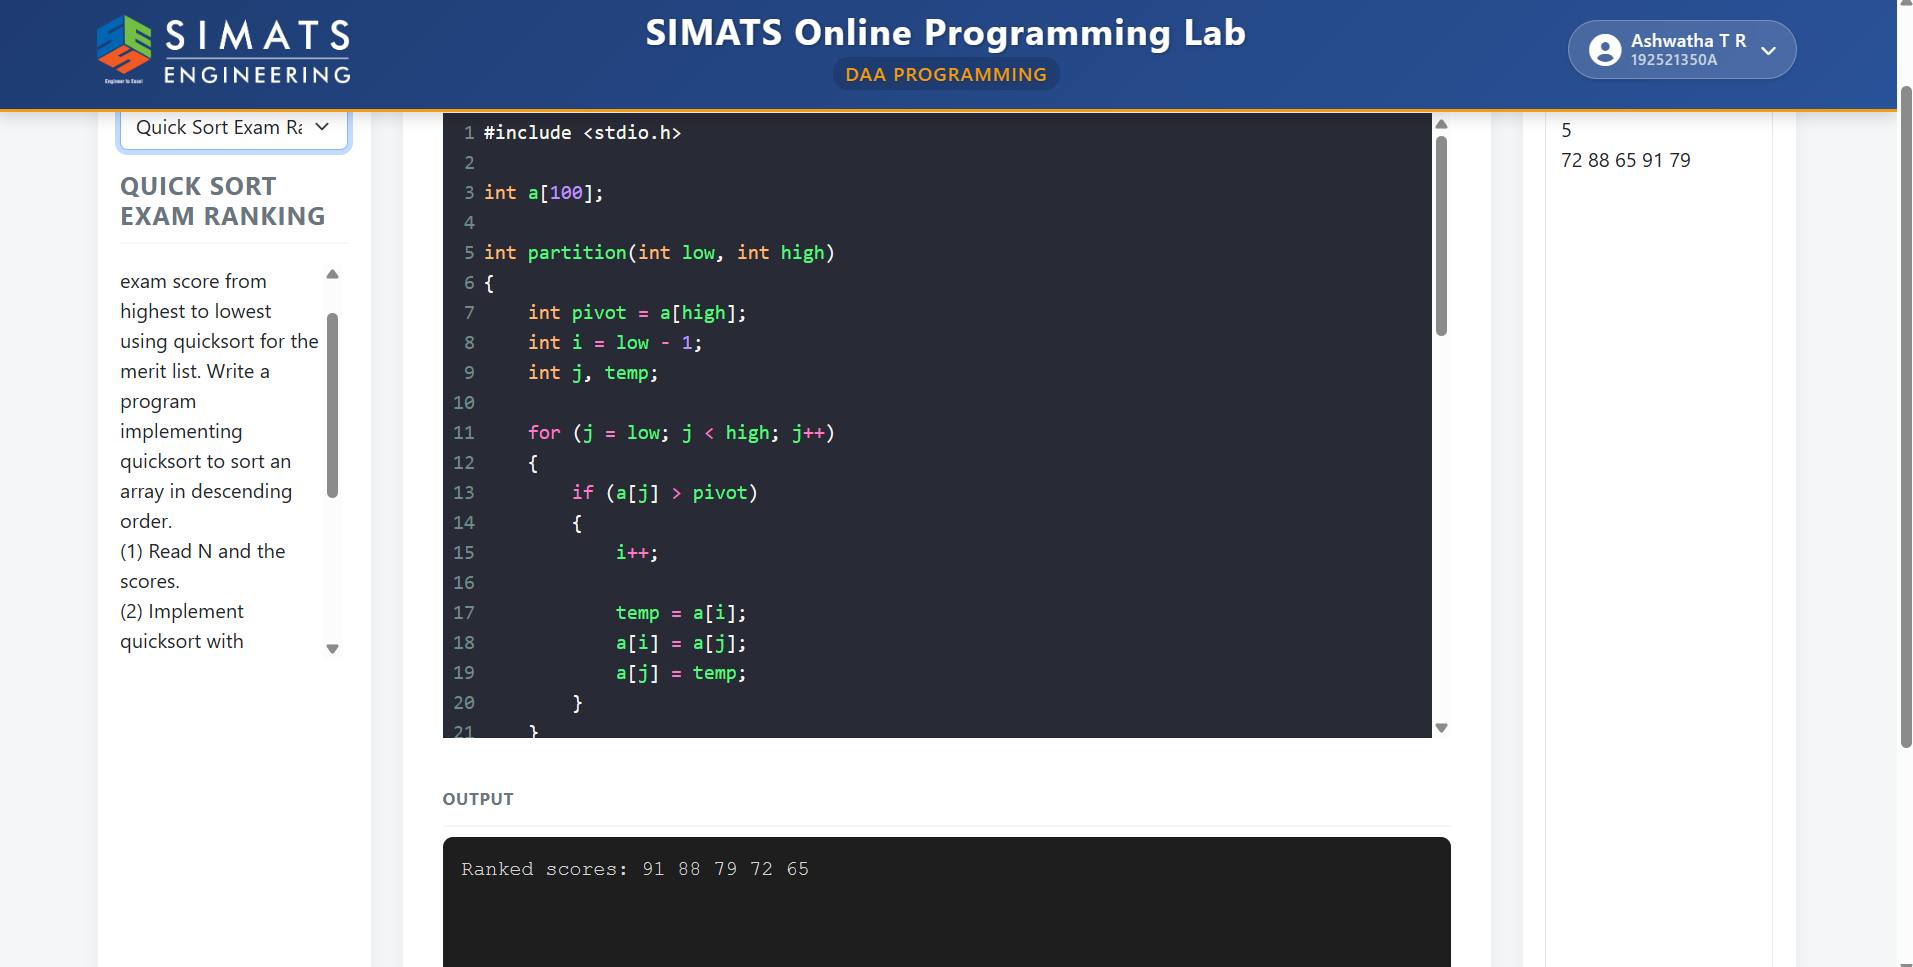 SIMATS
ENGINEERING
Engineer to Excel
SIMATS Online Programming Lab
DAA PROGRAMMING
Ashwatha T R
192521350A
Quick Sort Exam Ra
QUICK SORT
EXAM RANKING
exam score from
highest to lowest
using quicksort for the
merit list. Write a
program
implementing
quicksort to sort an
array in descending
order.
(1) Read N and the
scores.
(2) Implement
quicksort with
1 #include <stdio.h>
2
3 int a[100];
4
5 int partition(int low, int high)
6 {
7     int pivot = a[high];
8     int i = low - 1;
9     int j, temp;
10
11     for (j = low; j < high; j++)
12     {
13         if (a[j] > pivot)
14         {
15             i++;
16
17             temp = a[i];
18             a[i] = a[j];
19             a[j] = temp;
20         }
21     }
OUTPUT
Ranked scores: 91 88 79 72 65
5
72 88 65 91 79